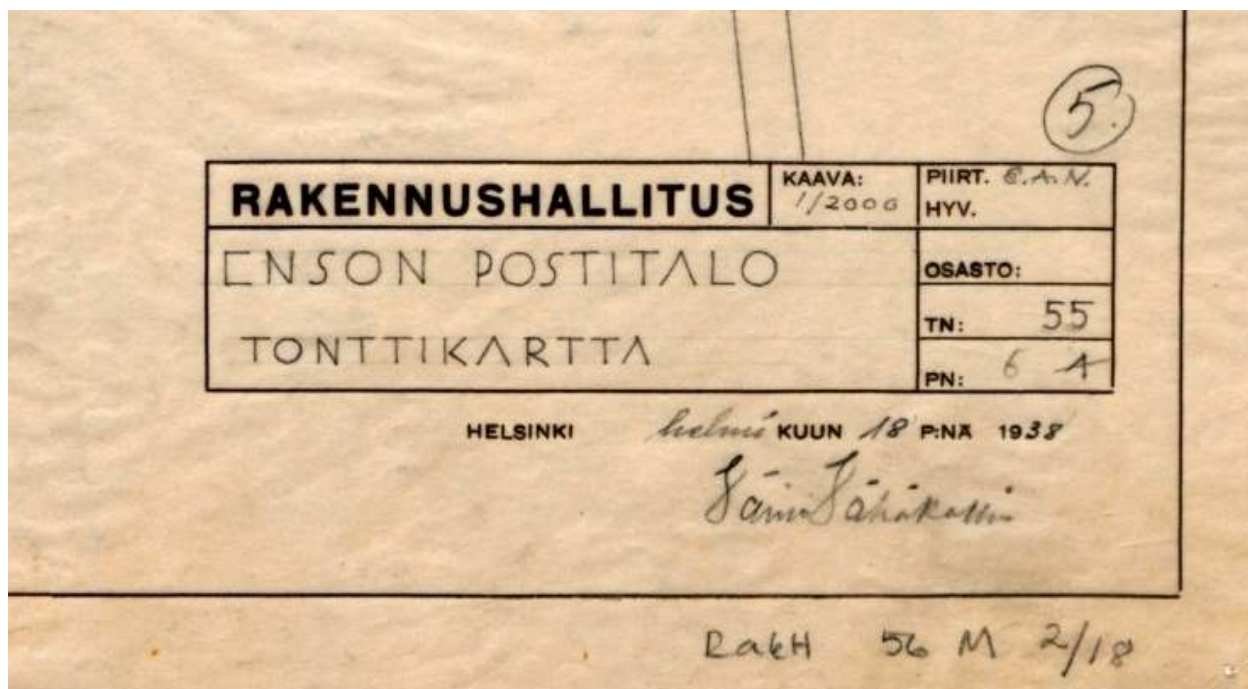 5.
RAKENNUSHALLITUS
KAAVA:
1/2000
PIIRT. E.A.N.
HYV.
ENSON POSTITALO
TONTTIKARTTA
OSASTO:
TN: 55
PN: 6 A
HELSINKI helmi KUUN 18 P:NÄ 1938
RakH 56 M 2/18